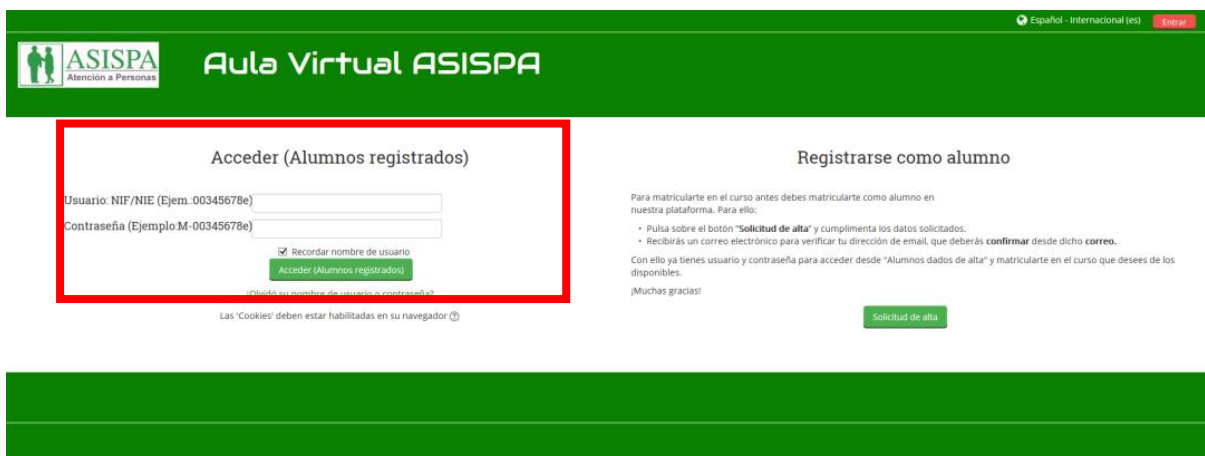 Español - Internacional (es)
Entrar
ASISPA
Atención a Personas
Aula Virtual ASISPA
Acceder (Alumnos registrados)
Usuario: NIF/NIE (Ejem.:00345678e)
Contraseña (Ejemplo:M-00345678e)
Recordar nombre de usuario
Acceder (Alumnos registrados)
¿Olvidó su nombre de usuario o contraseña?
Las 'Cookies' deben estar habilitadas en su navegador
Registrarse como alumno
Para matricularte en el curso antes debes matricularte como alumno en
nuestra plataforma. Para ello:
• Pulsa sobre el botón "Solicitud de alta" y cumplimenta los datos solicitados.
• Recibirás un correo electrónico para verificar tu dirección de email, que deberás confirmar desde dicho correo.
Con ello ya tienes usuario y contraseña para acceder desde "Alumnos dados de alta" y matricularte en el curso que desees de los
disponibles.
¡Muchas gracias!
Solicitud de alta